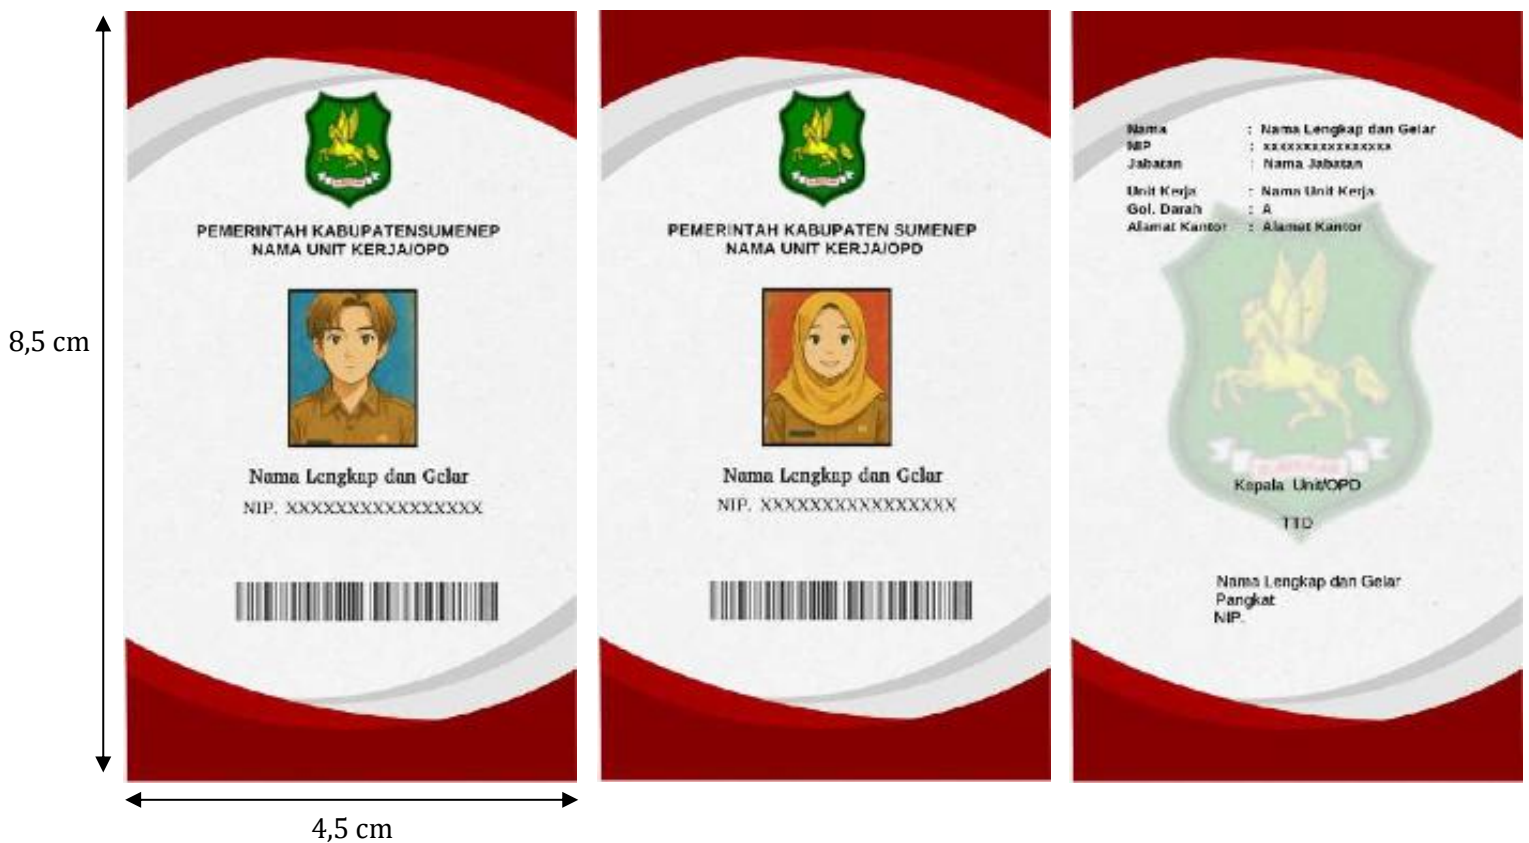 8,5 cm
4,5 cm
PEMERINTAH KABUPATENSUMENEP
NAMA UNIT KERJA/OPD
Nama Lengkap dan Gelar
NIP. XXXXXXXXXXXXXXXX
PEMERINTAH KABUPATEN SUMENEP
NAMA UNIT KERJA/OPD
Nama Lengkap dan Gelar
NIP. XXXXXXXXXXXXXXXX
Nama : Nama Lengkap dan Gelar
NIP : xxxxxxxxxxxxxxxx
Jabatan : Nama Jabatan
Unit Kerja : Nama Unit Kerja
Gol. Darah : A
Alamat Kantor : Alamat Kantor
Kepala Unit/OPD
TTD
Nama Lengkap dan Gelar
Pangkat
NIP.